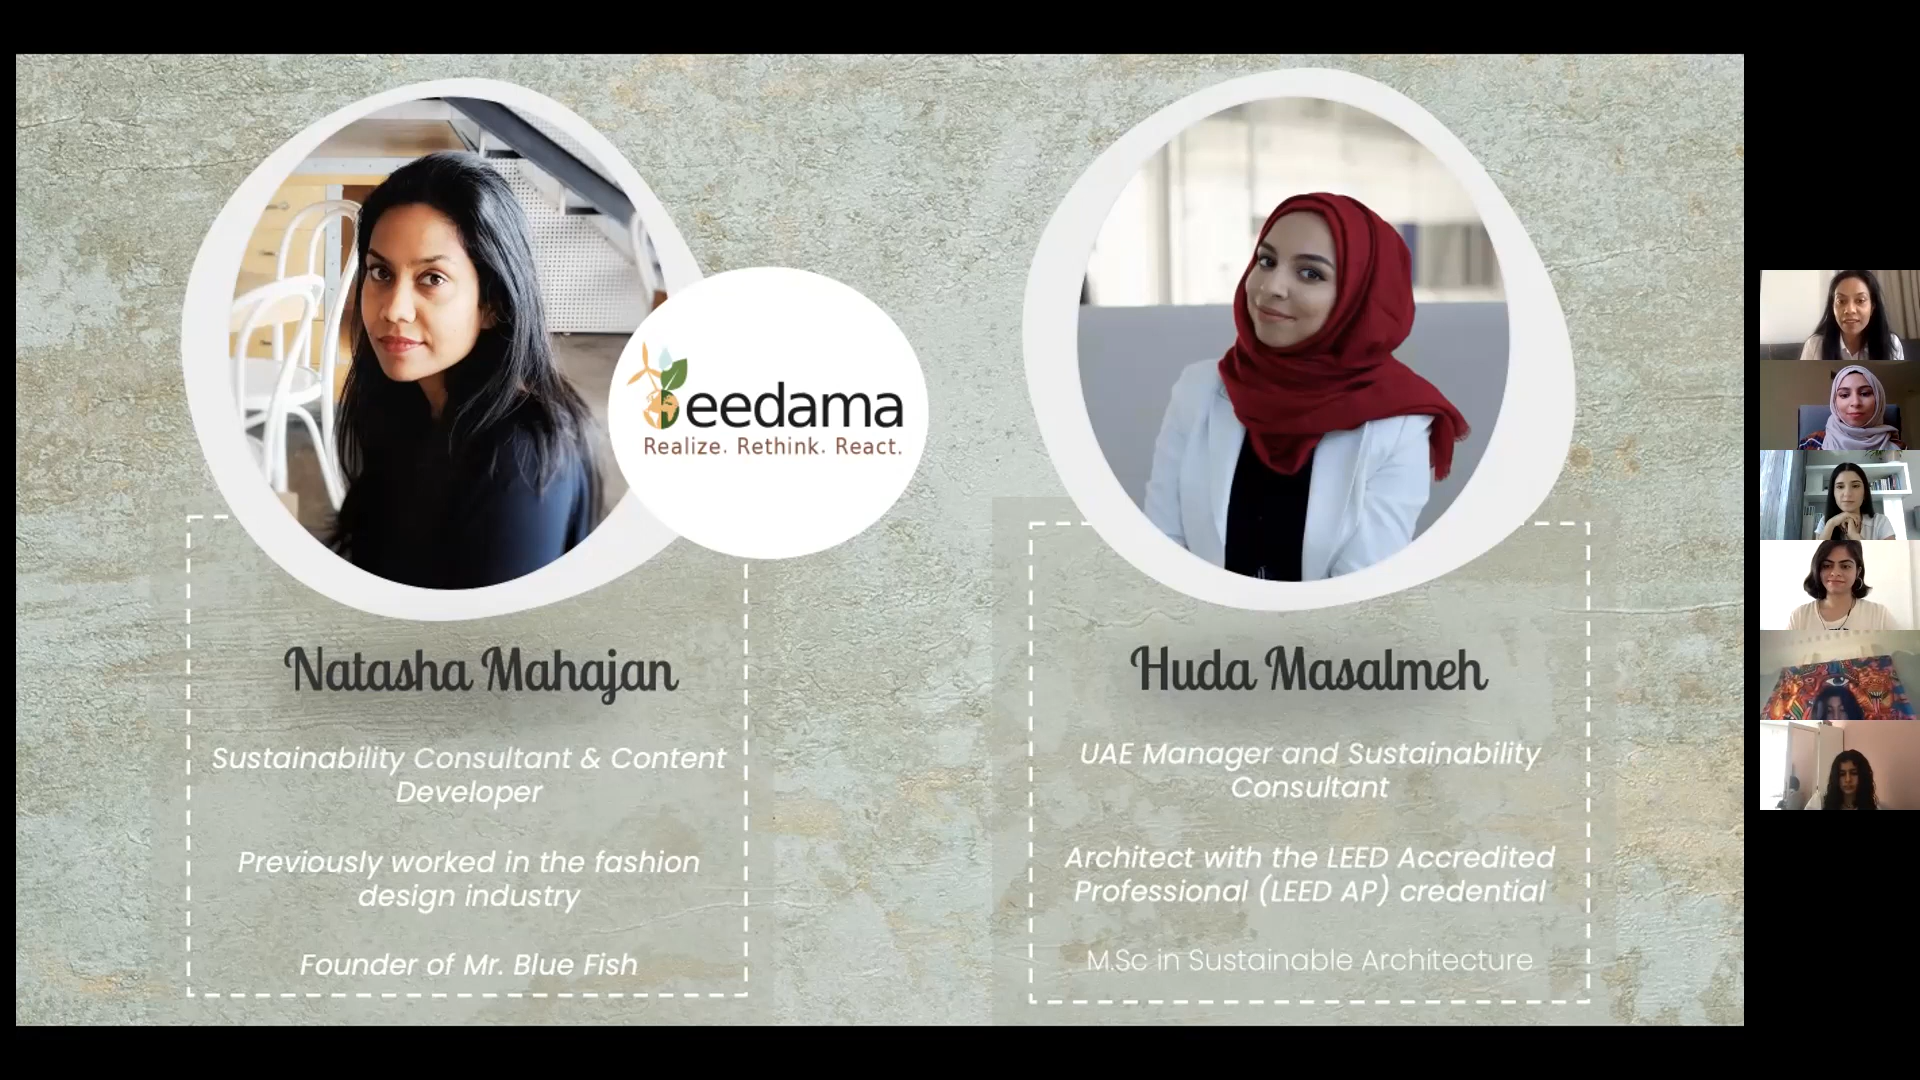 beedama
Realize. Rethink. React.
Natasha Mahajan
Sustainability Consultant & Content
Developer
Previously worked in the fashion
design industry
Founder of Mr. Blue Fish
Huda Masalmeh
UAE Manager and Sustainability
Consultant
Architect with the LEED Accredited
Professional (LEED AP) credential
M.Sc in Sustainable Architecture